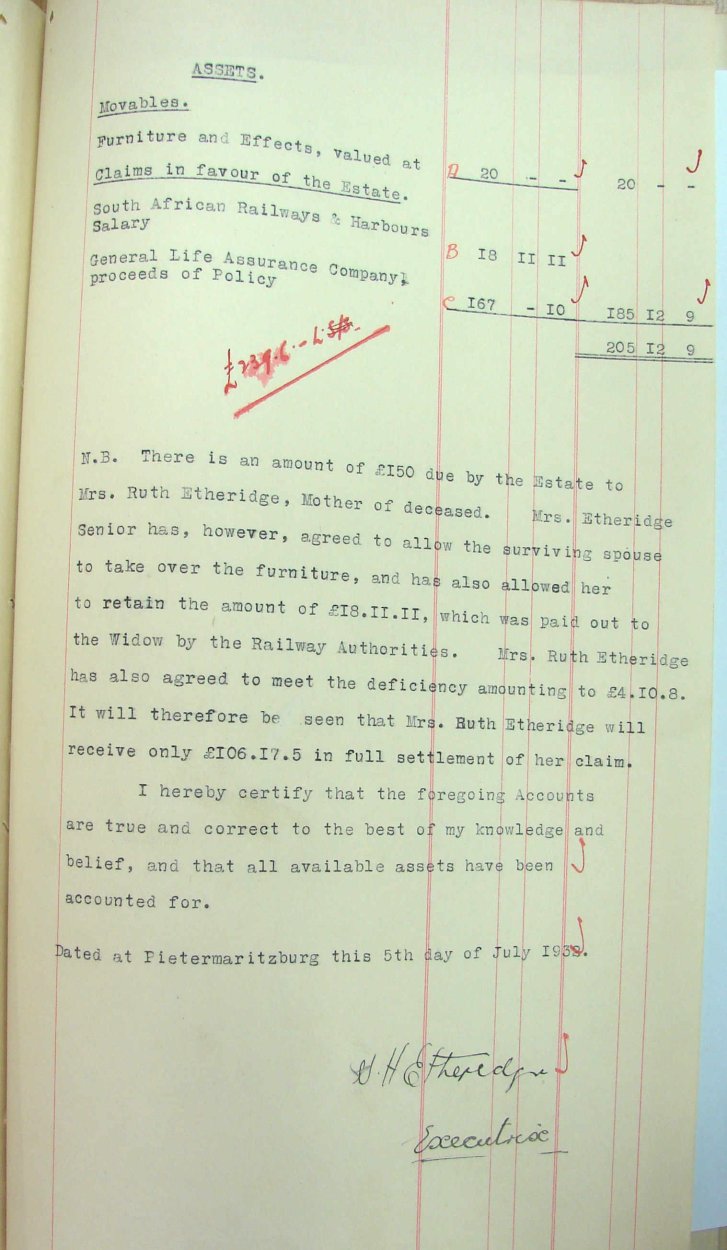 ASSETS.
Movables.
Furniture and Effects, valued at A 20 - - 20 - -
Claims in favour of the Estate.
South African Railways & Harbours
Salary B I8 II II
General Life Assurance Company,
proceeds of Policy C I67 - I0 I85 I2 9
205 I2 9
N.B. There is an amount of £I50 due by the Estate to
Mrs. Ruth Etheridge, Mother of deceased. Mrs. Etheridge
Senior has, however, agreed to allow the surviving spouse
to take over the furniture, and has also allowed her
to retain the amount of £I8.II.II, which was paid out to
the Widow by the Railway Authorities. Mrs. Ruth Etheridge
has also agreed to meet the deficiency amounting to £4.I0.8.
It will therefore be seen that Mrs. Ruth Etheridge will
receive only £I06.I7.5 in full settlement of her claim.
I hereby certify that the foregoing Accounts
are true and correct to the best of my knowledge and
belief, and that all available assets have been
accounted for.
Dated at Pietermaritzburg this 5th day of July
H Etheridge
Executrix